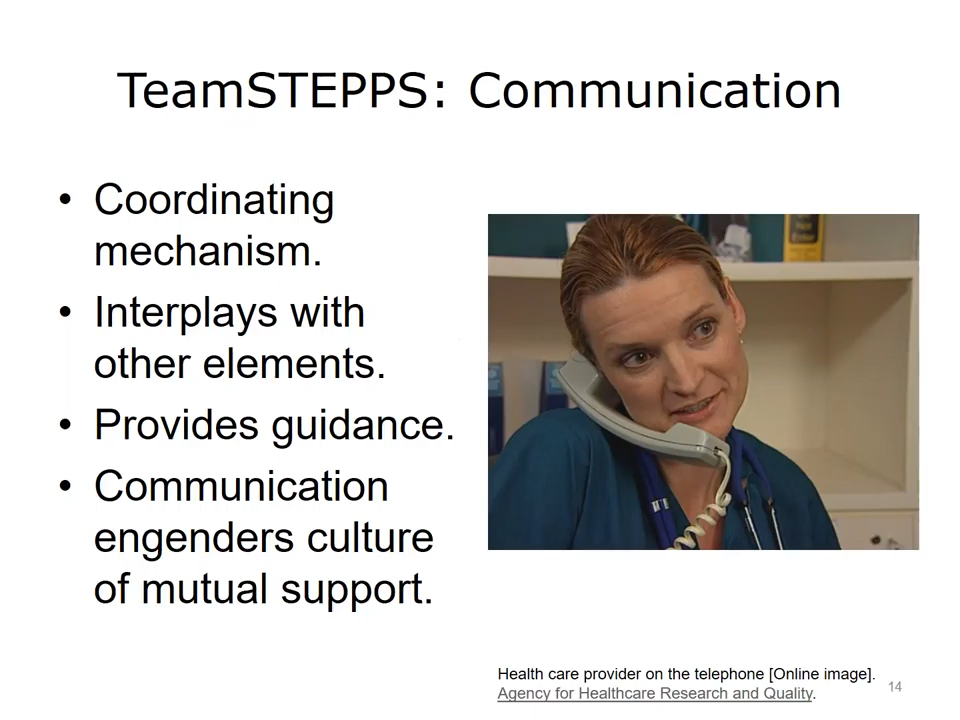 TeamSTEPPS: Communication
• Coordinating
mechanism.
• Interplays with
other elements.
• Provides guidance.
• Communication
engenders culture
of mutual support.
Health care provider on the telephone [Online image].
Agency for Healthcare Research and Quality.
14